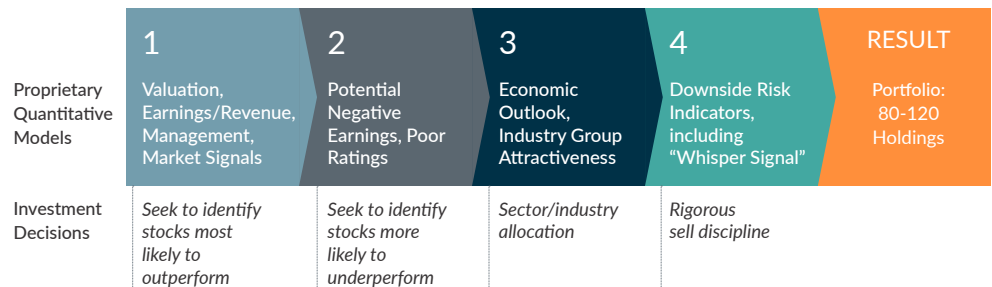 1
2
3
4
RESULT
Proprietary
Quantitative
Models
Valuation,
Earnings/Revenue,
Management,
Market Signals
Potential
Negative
Earnings, Poor
Ratings
Economic
Outlook,
Industry Group
Attractiveness
Downside Risk
Indicators,
including
“Whisper Signal”
Portfolio:
80-120
Holdings
Investment
Decisions
Seek to identify
stocks most
likely to
outperform
Seek to identify
stocks more
likely to
underperform
Sector/industry
allocation
Rigorous
sell discipline